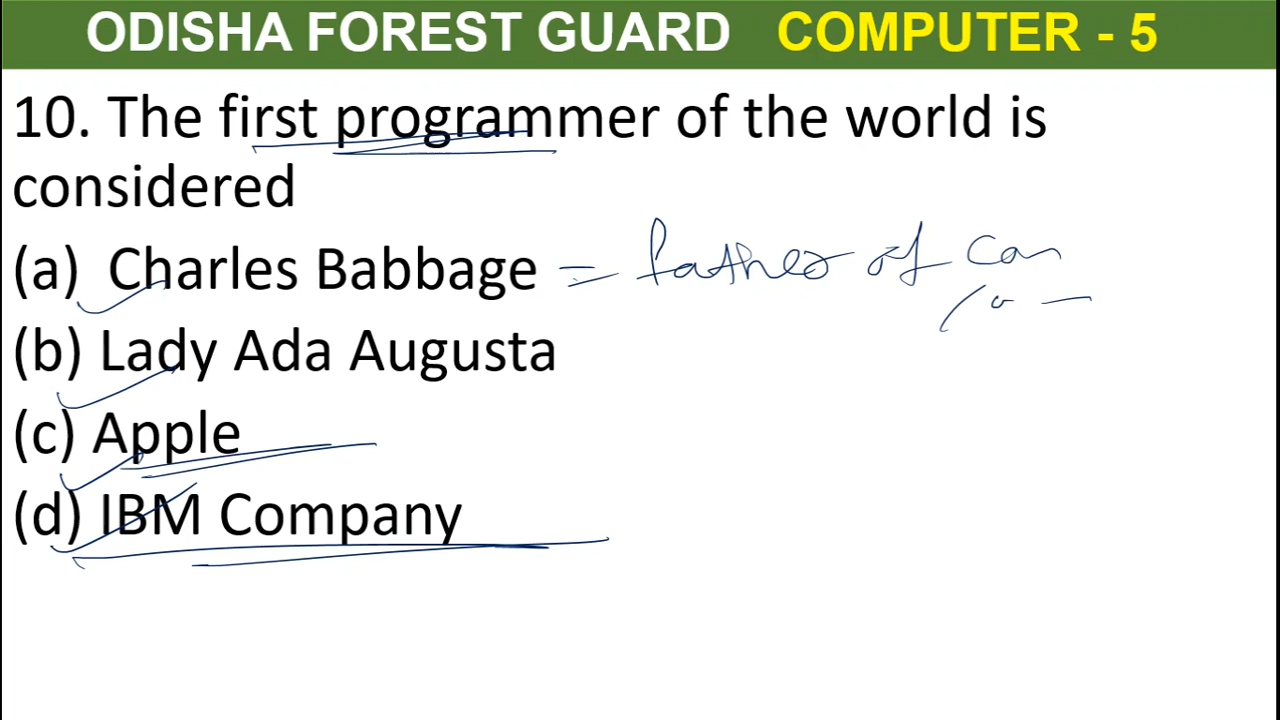 ODISHA FOREST GUARD COMPUTER - 5
10. The first programmer of the world is
considered
(a) Charles Babbage = father of com
(b) Lady Ada Augusta
(c) Apple
(d) IBM Company